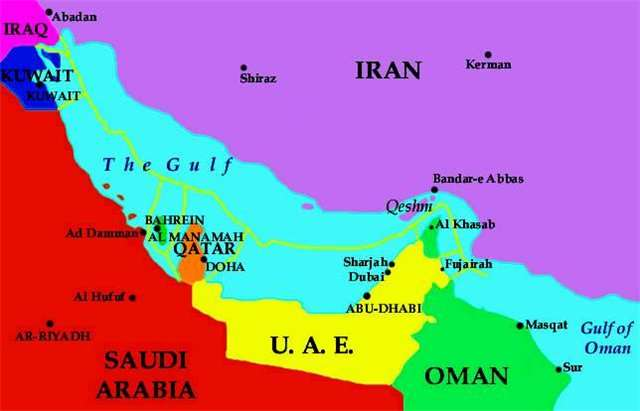 Abadan
IRAQ
KUWAIT
KUWAIT
Shiraz
IRAN
Kerman
The Gulf
Bandar-e Abbas
Qeshm
Al Khasab
BAHREIN
Ad Damman
AL MANAMAH
QATAR
DOHA
Sharjah
Dubai
Fujairah
Al Hufuf
ABU-DHABI
AR-RIYADH
Masqat
Gulf of
Oman
U. A. E.
SAUDI
ARABIA
OMAN
Sur